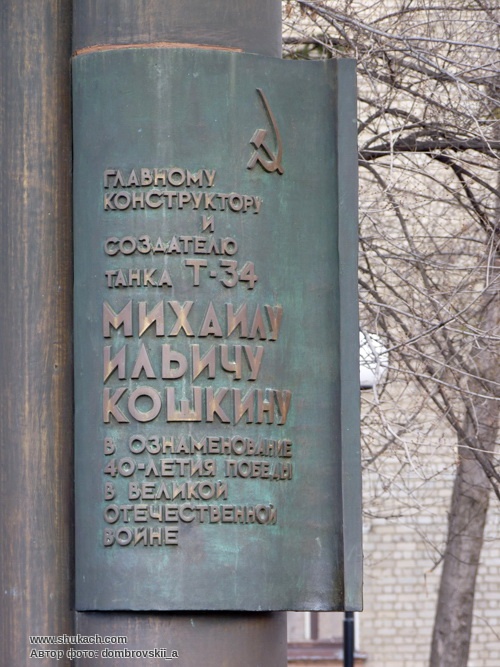 ГЛАВНОМУ
КОНСТРУКТОРУ
И
СОЗДАТЕЛЮ
ТАНКА Т-34
МИХАИЛУ
ИЛЬИЧУ
КОШКИНУ
В ОЗНАМЕНОВАНИЕ
40-ЛЕТИЯ ПОБЕДЫ
В ВЕЛИКОЙ
ОТЕЧЕСТВЕННОЙ
ВОЙНЕ
www.shukach.com
Автор фото: dombrovskii_a